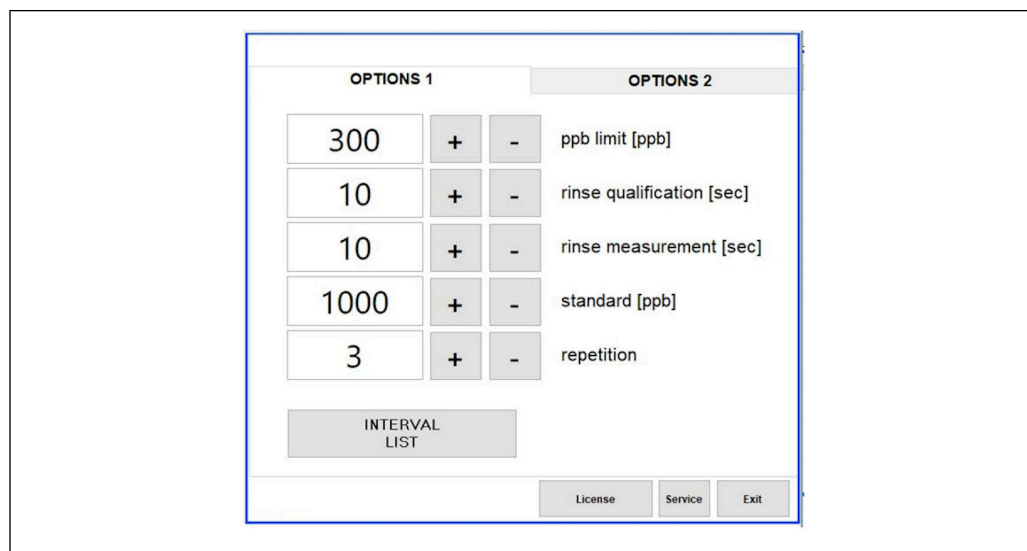 OPTIONS 1 OPTIONS 2
300 + - ppb limit [ppb]
10 + - rinse qualification [sec]
10 + - rinse measurement [sec]
1000 + - standard [ppb]
3 + - repetition
INTERVAL
LIST
License Service Exit